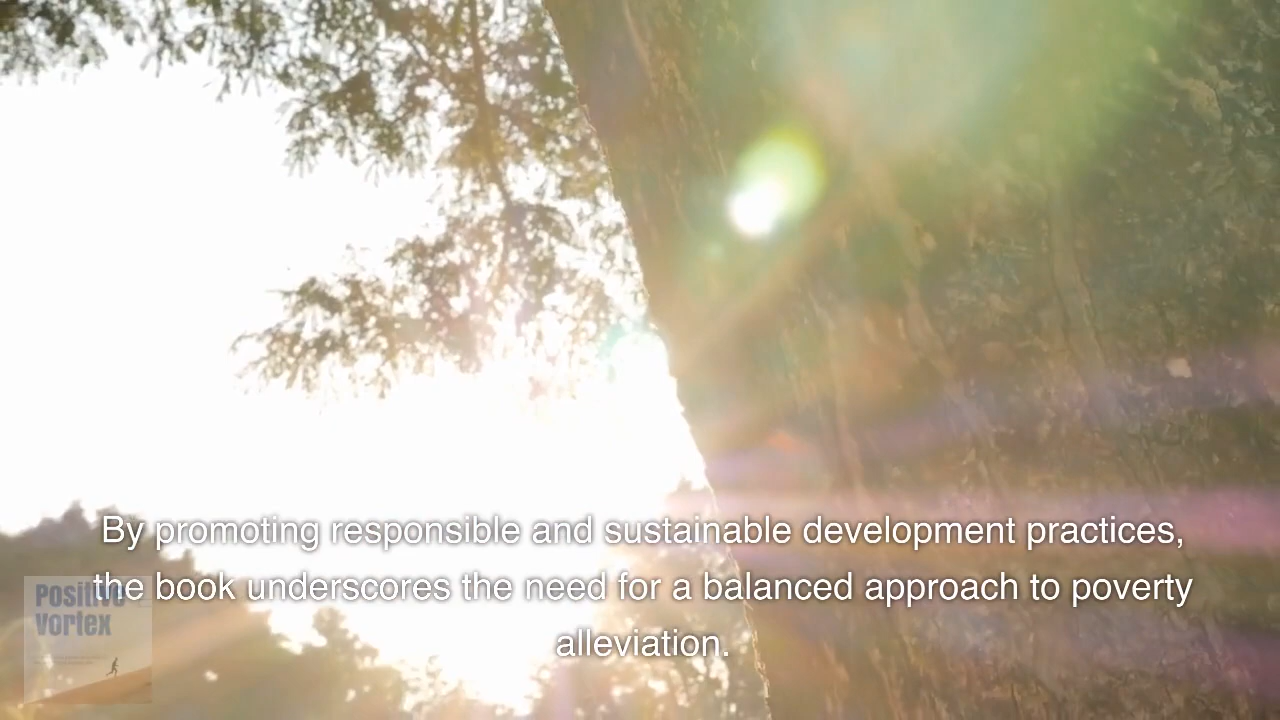 By promoting responsible and sustainable development practices,
the book underscores the need for a balanced approach to poverty
alleviation.
Positive
Vortex